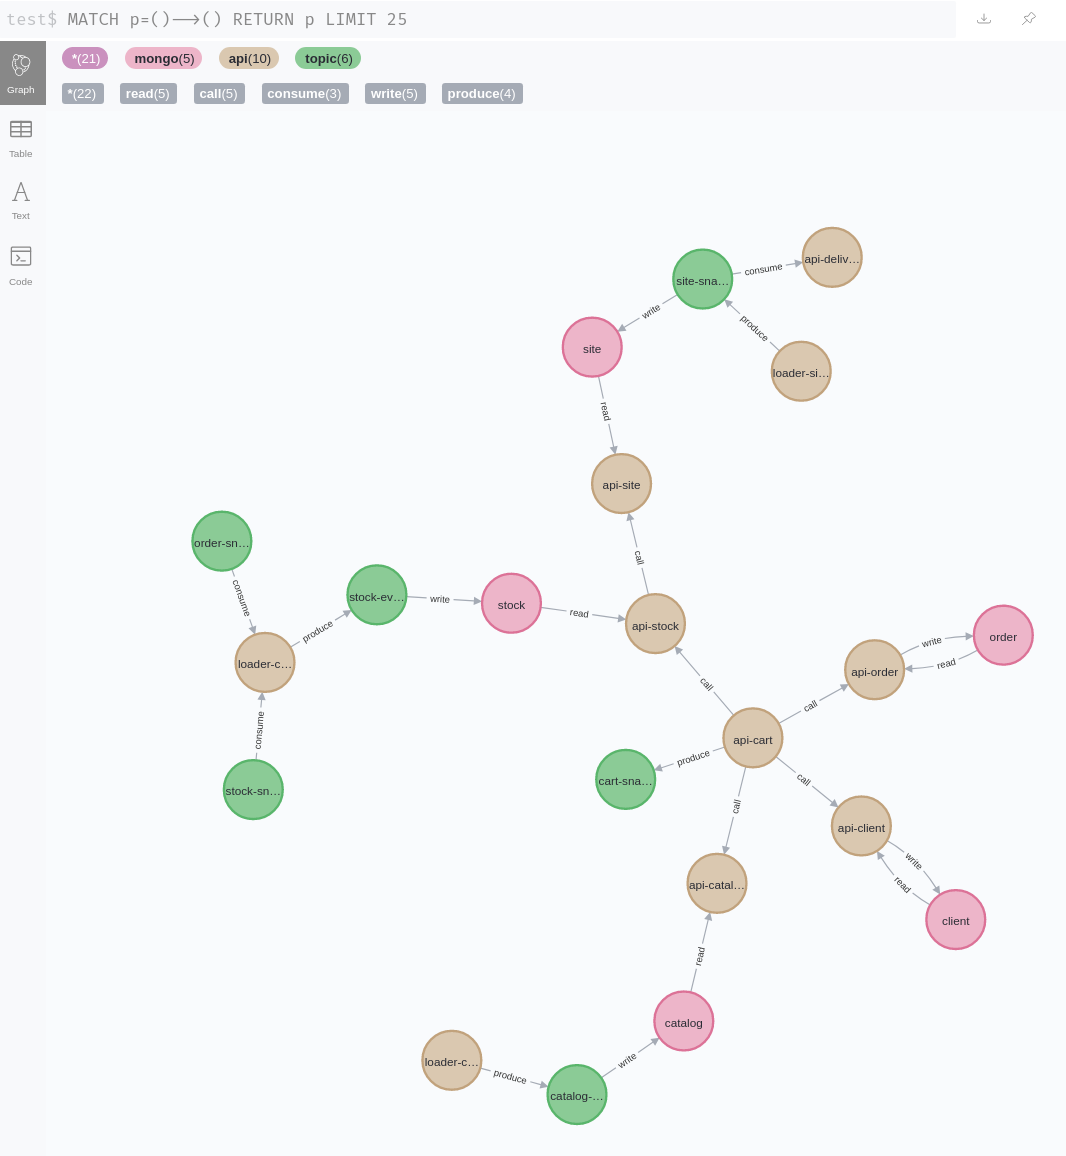 test$ MATCH p=()-->() RETURN p LIMIT 25
*(21) mongo(5) api(10) topic(6)
Graph
*(22) read(5) call(5) consume(3) write(5) produce(4)
Table
Text
Code
api-deliv…
consume
site-sna…
write
produce
site
loader-si…
read
api-site
order-sn…
call
consume
stock-ev…
write
stock
read
api-stock
produce
order
write
read
api-order
loader-c…
call
call
consume
api-cart
produce
stock-sn…
cart-sna…
call
call
api-client
write
read
api-catal…
client
read
catalog
write
loader-c…
produce
catalog-…